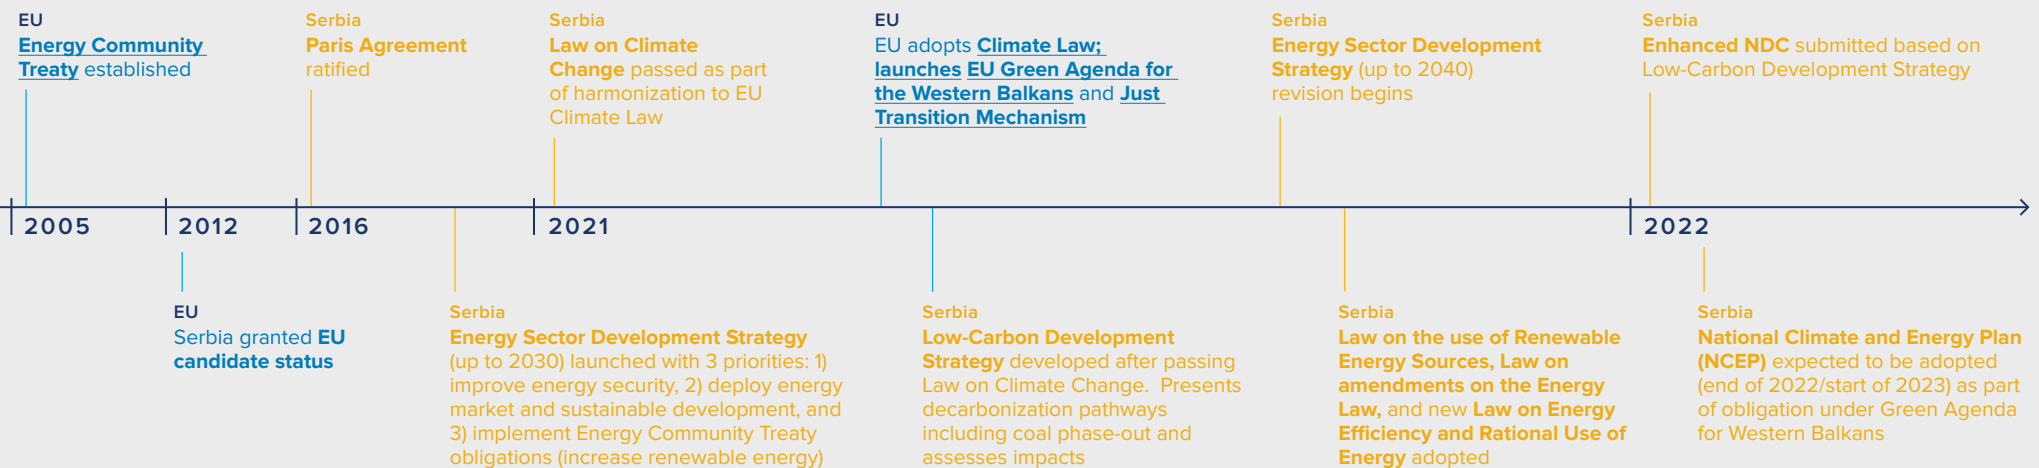 EU
Energy Community
Treaty established
Serbia
Paris Agreement
ratified
Serbia
Law on Climate
Change passed as part
of harmonization to EU
Climate Law
EU
EU adopts Climate Law;
launches EU Green Agenda for
the Western Balkans and Just
Transition Mechanism
Serbia
Energy Sector Development
Strategy (up to 2040)
revision begins
Serbia
Enhanced NDC submitted based on
Low-Carbon Development Strategy
2005
2012
2016
2021
2022
EU
Serbia granted EU
candidate status
Serbia
Energy Sector Development Strategy
(up to 2030) launched with 3 priorities: 1)
improve energy security, 2) deploy energy
market and sustainable development, and
3) implement Energy Community Treaty
obligations (increase renewable energy)
Serbia
Low-Carbon Development
Strategy developed after passing
Law on Climate Change. Presents
decarbonization pathways
including coal phase-out and
assesses impacts
Serbia
Law on the use of Renewable
Energy Sources, Law on
amendments on the Energy
Law, and new Law on Energy
Efficiency and Rational Use of
Energy adopted
Serbia
National Climate and Energy Plan
(NCEP) expected to be adopted
(end of 2022/start of 2023) as part
of obligation under Green Agenda
for Western Balkans